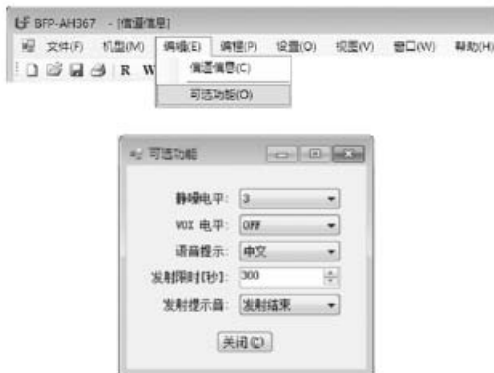 BFP-AH367 - [信道信息]
文件(F) 机型(M) 编辑(E) 编程(P) 设置(O) 视图(V) 窗口(W) 帮助(H)
R W
信道信息(C)
可选功能(O)
可选功能
静噪电平: 3
VOX 电平: OFF
语音提示: 中文
发射限时[秒]: 300
发射提示音: 发射结束
关闭(C)